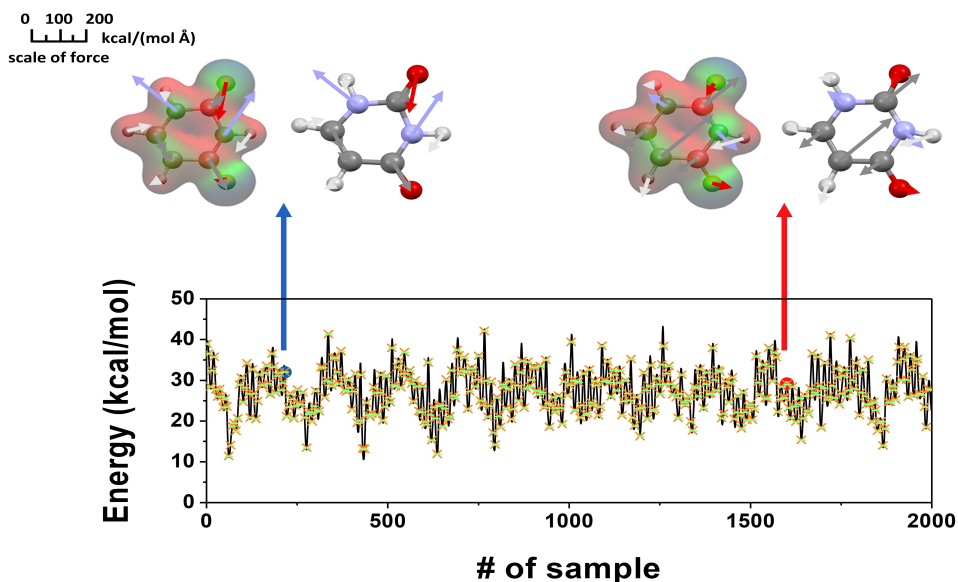 0 100 200
kcal/(mol Å)
scale of force
Energy (kcal/mol)
50
40
30
20
10
0
0 500 1000 1500 2000
# of sample